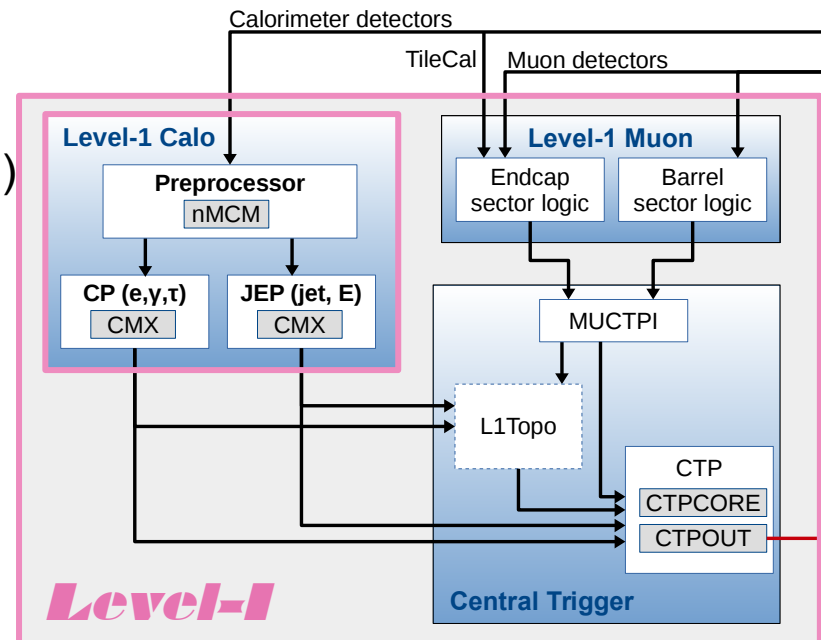 Calorimeter detectors
TileCal
Muon detectors
)
Level-1 Calo
Preprocessor
nMCM
CP (e,γ,τ)
CMX
JEP (jet, E)
CMX
Level-1 Muon
Endcap
sector logic
Barrel
sector logic
MUCTPI
L1Topo
CTP
CTPCORE
CTPOUT
Central Trigger
Level-1